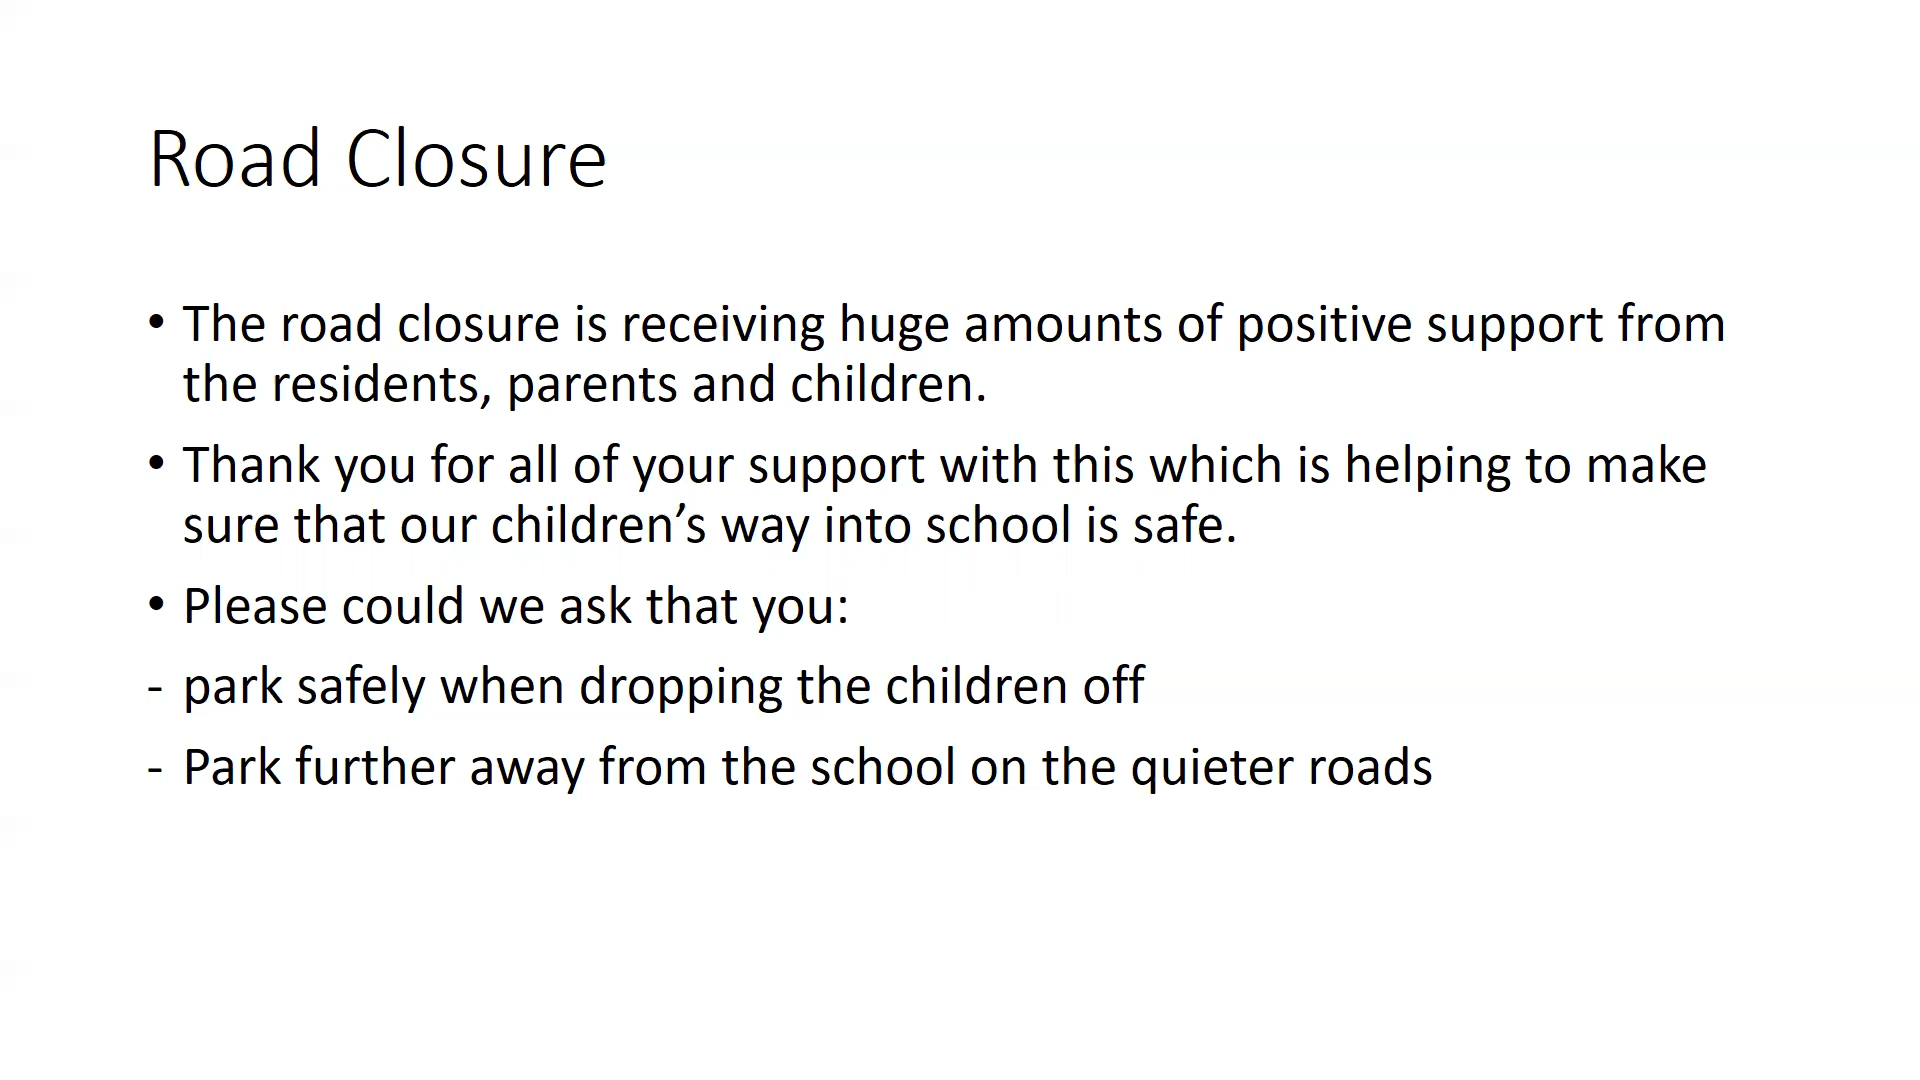 Road Closure
• The road closure is receiving huge amounts of positive support from
the residents, parents and children.
• Thank you for all of your support with this which is helping to make
sure that our children’s way into school is safe.
• Please could we ask that you:
- park safely when dropping the children off
- Park further away from the school on the quieter roads